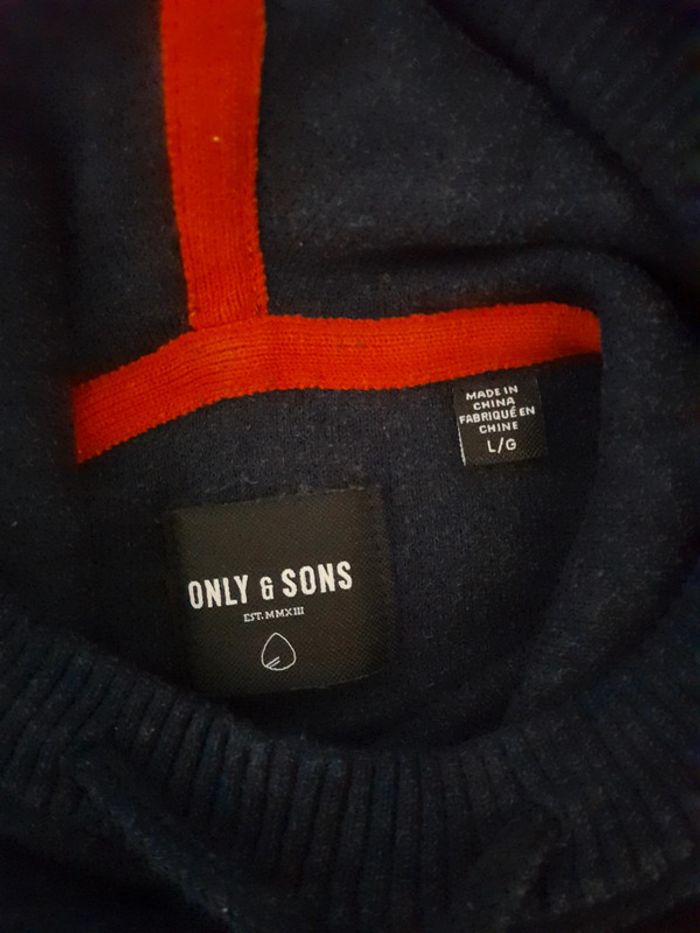 MADE IN
CHINA
FABRIQUÉ EN
CHINE
L/G
ONLY & SONS
EST. MMXIII